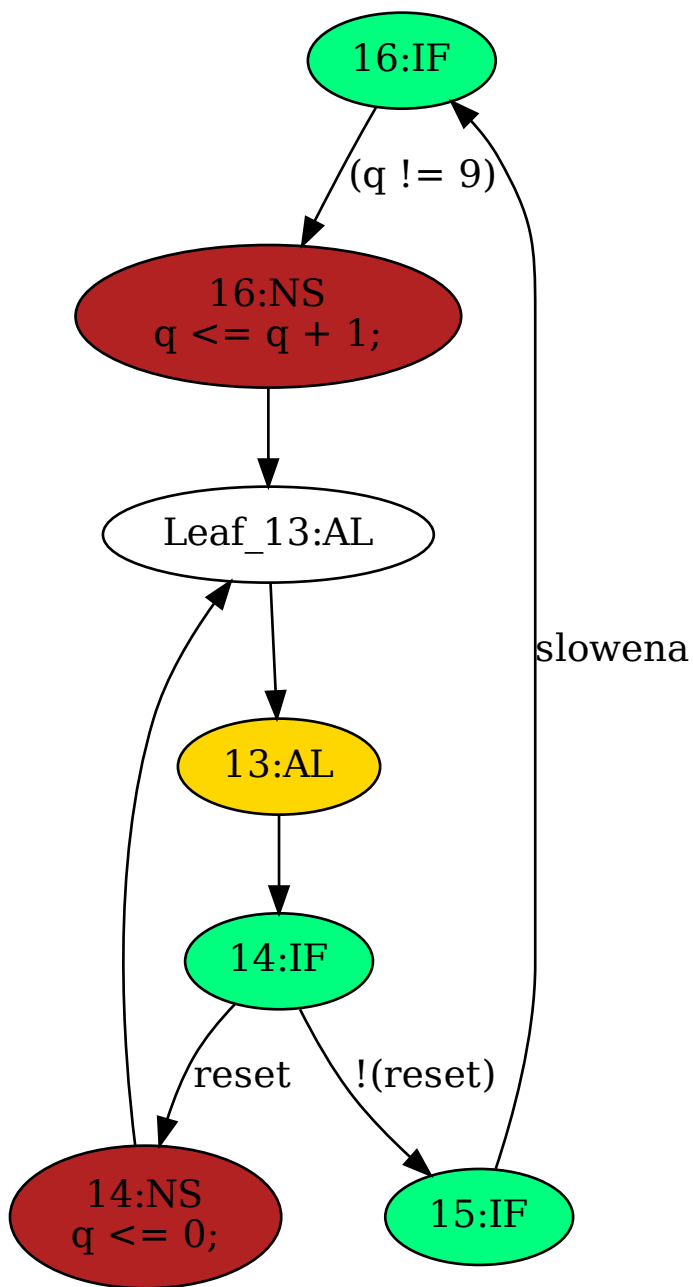 16:IF
(q != 9)
16:NS
q <= q + 1;
Leaf_13:AL
slowena
13:AL
14:IF
reset
!(reset)
14:NS
q <= 0;
15:IF